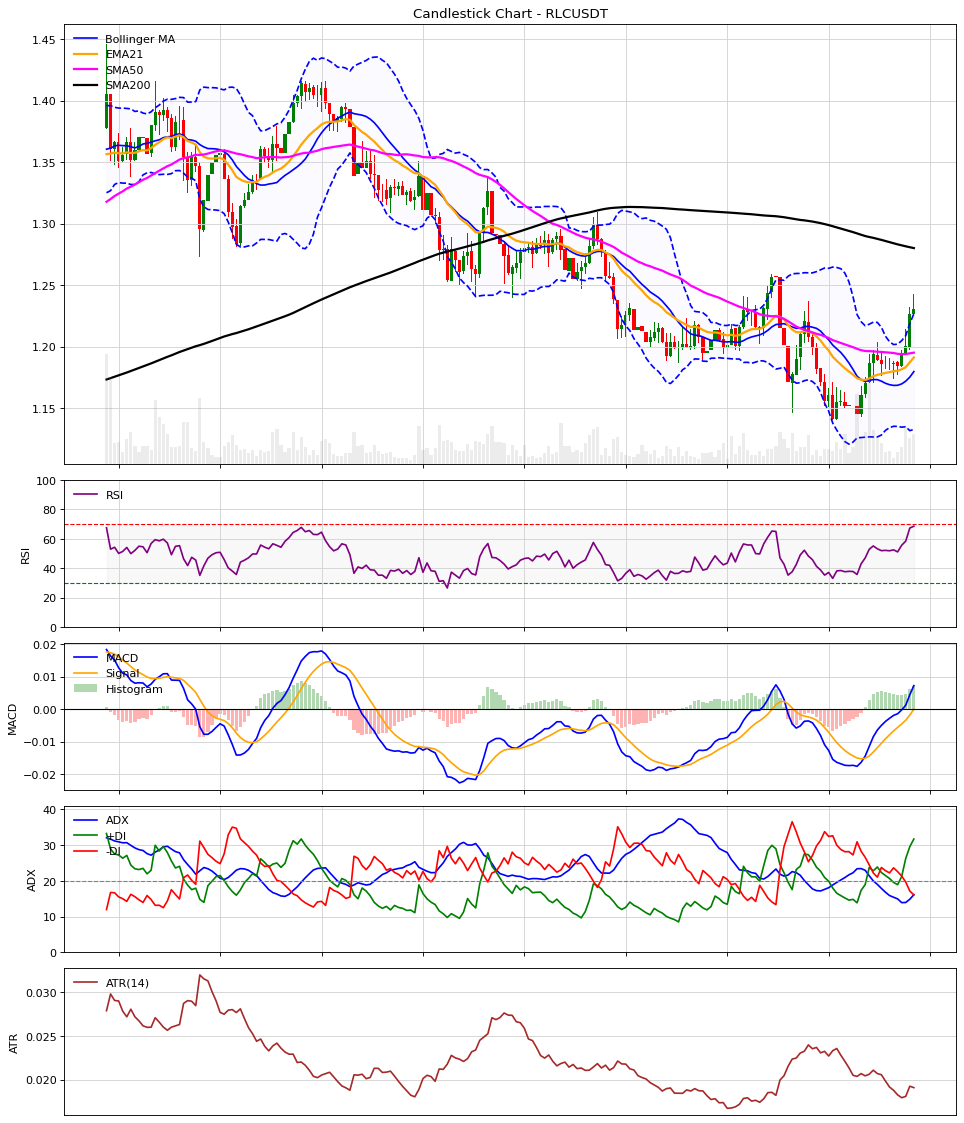 Candlestick Chart - RLCUSDT
1.45
1.40
1.35
1.30
1.25
1.20
1.15
Bollinger MA
EMA21
SMA50
SMA200
100
80
60
40
20
0
RSI
RSI
0.02
0.01
0.00
−0.01
−0.02
MACD
MACD
Signal
Histogram
40
30
20
10
0
ADX
ADX
+DI
-DI
0.030
0.025
0.020
ATR
ATR(14)